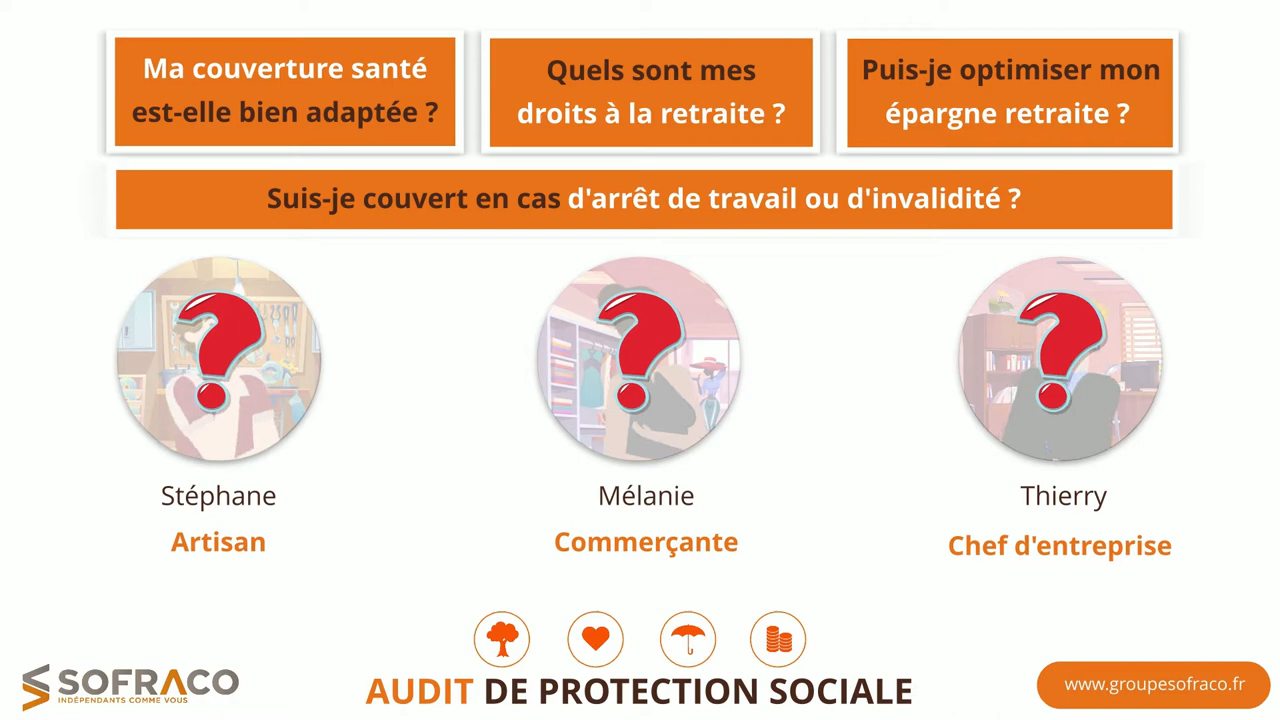 Ma couverture santé
est-elle bien adaptée ?
Quels sont mes
droits à la retraite ?
Puis-je optimiser mon
épargne retraite ?
Suis-je couvert en cas d'arrêt de travail ou d'invalidité ?
Stéphane
Artisan
Mélanie
Commerçante
Thierry
Chef d'entreprise
SOFRACO
INDÉPENDANTS COMME VOUS
AUDIT DE PROTECTION SOCIALE
www.groupesofraco.fr